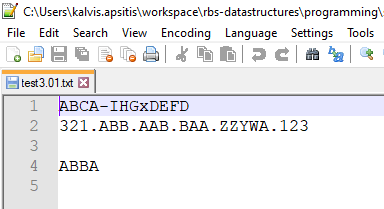 C:\Users\kalvis.apsitis\workspace\rbs-datastructures\programming\
File Edit Search View Encoding Language Settings Tools
test3.01.txt
1 ABCA-IHGxDEFD
2 321.ABB.AAB.BAA.ZZYWA.123
3
4 ABBA
5